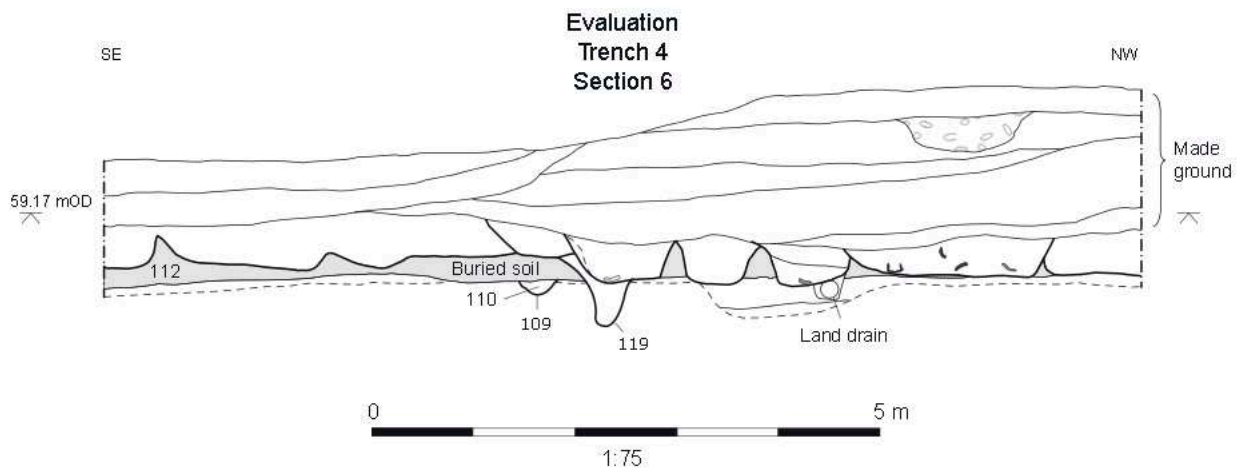 Evaluation
Trench 4
Section 6
SE
NW
Made
ground
59.17 mOD
112
Buried soil
110
109
119
Land drain
0
5 m
1:75